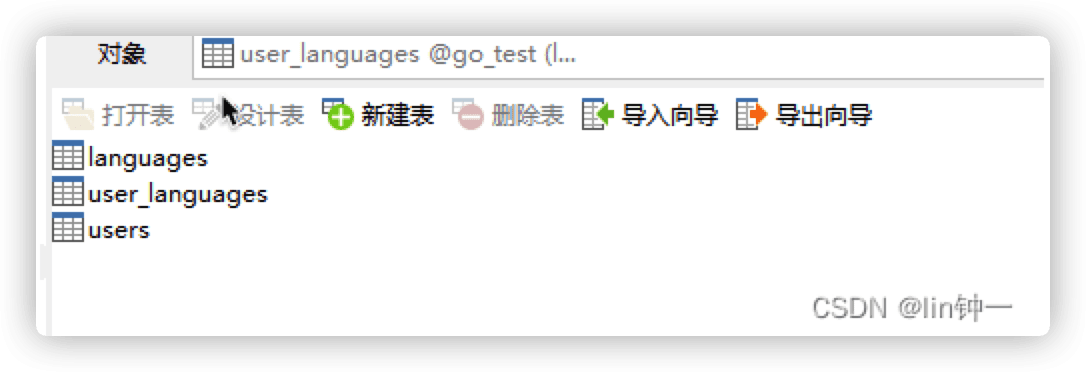 对象 user_languages @go_test (l...
打开表 设计表 新建表 删除表 导入向导 导出向导
languages
user_languages
users
CSDN @lin钟一